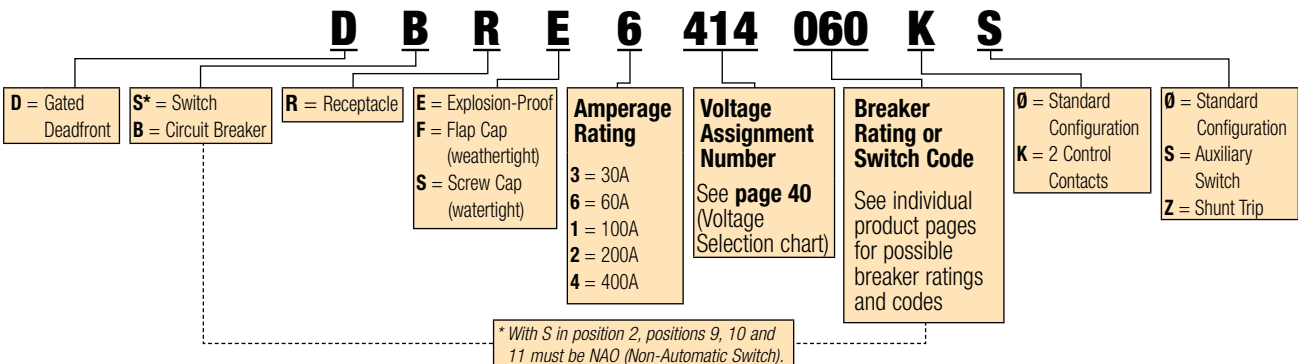 D B R E 6 414 060 K S
D = Gated
Deadfront
S* = Switch
B = Circuit Breaker
R = Receptacle
E = Explosion-Proof
F = Flap Cap
(weathertight)
S = Screw Cap
(watertight)
Amperage
Rating
3 = 30A
6 = 60A
1 = 100A
2 = 200A
4 = 400A
Voltage
Assignment
Number
See page 40
(Voltage
Selection chart)
Breaker
Rating or
Switch Code
See individual
product pages
for possible
breaker ratings
and codes
Ø = Standard
Configuration
K = 2 Control
Contacts
Ø = Standard
Configuration
S = Auxiliary
Switch
Z = Shunt Trip
* With S in position 2, positions 9, 10 and
11 must be NAO (Non-Automatic Switch).